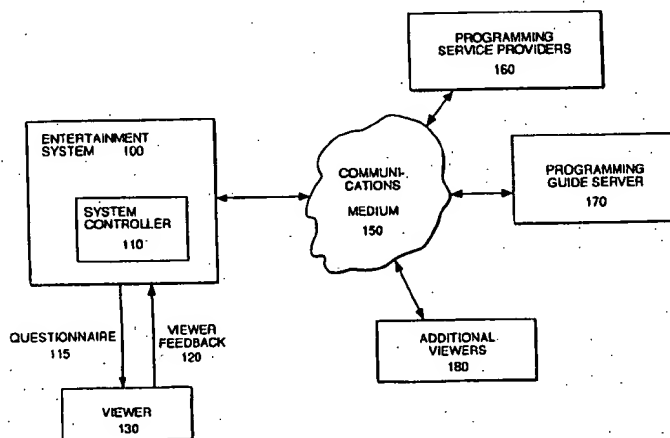 PROGRAMMING
SERVICE PROVIDERS
160
ENTERTAINMENT
SYSTEM 100
SYSTEM
CONTROLLER
110
COMMUNI-
CATIONS
MEDIUM
150
PROGRAMMING
GUIDE SERVER
170
QUESTIONNAIRE
115
VIEWER
FEEDBACK
120
ADDITIONAL
VIEWERS
180
VIEWER
130